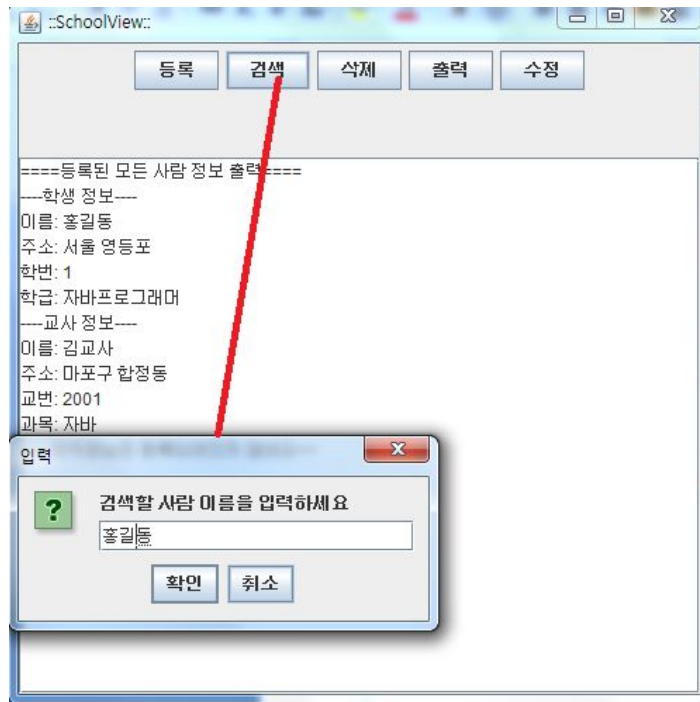 ::SchoolView::
등록 검색 삭제 출력 수정
====등록된 모든 사람 정보 출력====
----학생 정보----
이름: 홍길동
주소: 서울 영등포
학번: 1
학급: 자바프로그래머
----교사 정보----
이름: 김교사
주소: 마포구 합정동
교번: 2001
과목: 자바
입력
검색할 사람 이름을 입력하세요
홍길동
확인 취소